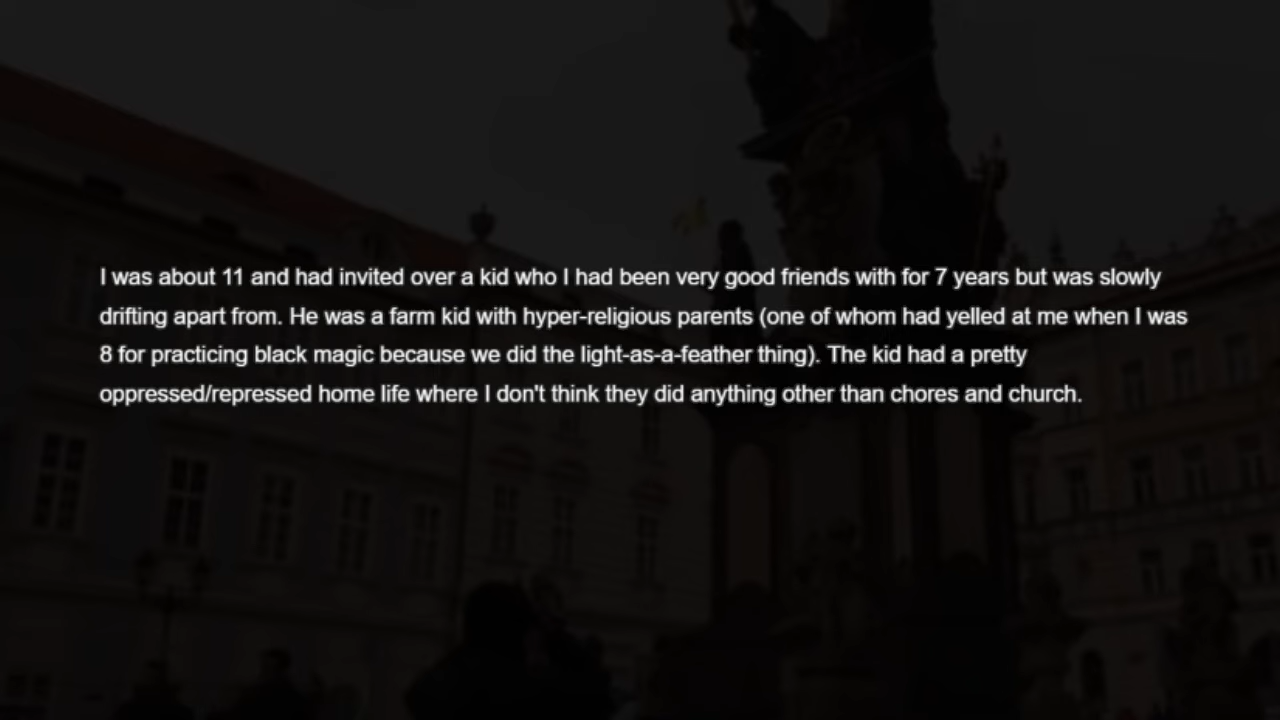 I was about 11 and had invited over a kid who I had been very good friends with for 7 years but was slowly
drifting apart from. He was a farm kid with hyper-religious parents (one of whom had yelled at me when I was
8 for practicing black magic because we did the light-as-a-feather thing). The kid had a pretty
oppressed/repressed home life where I don't think they did anything other than chores and church.